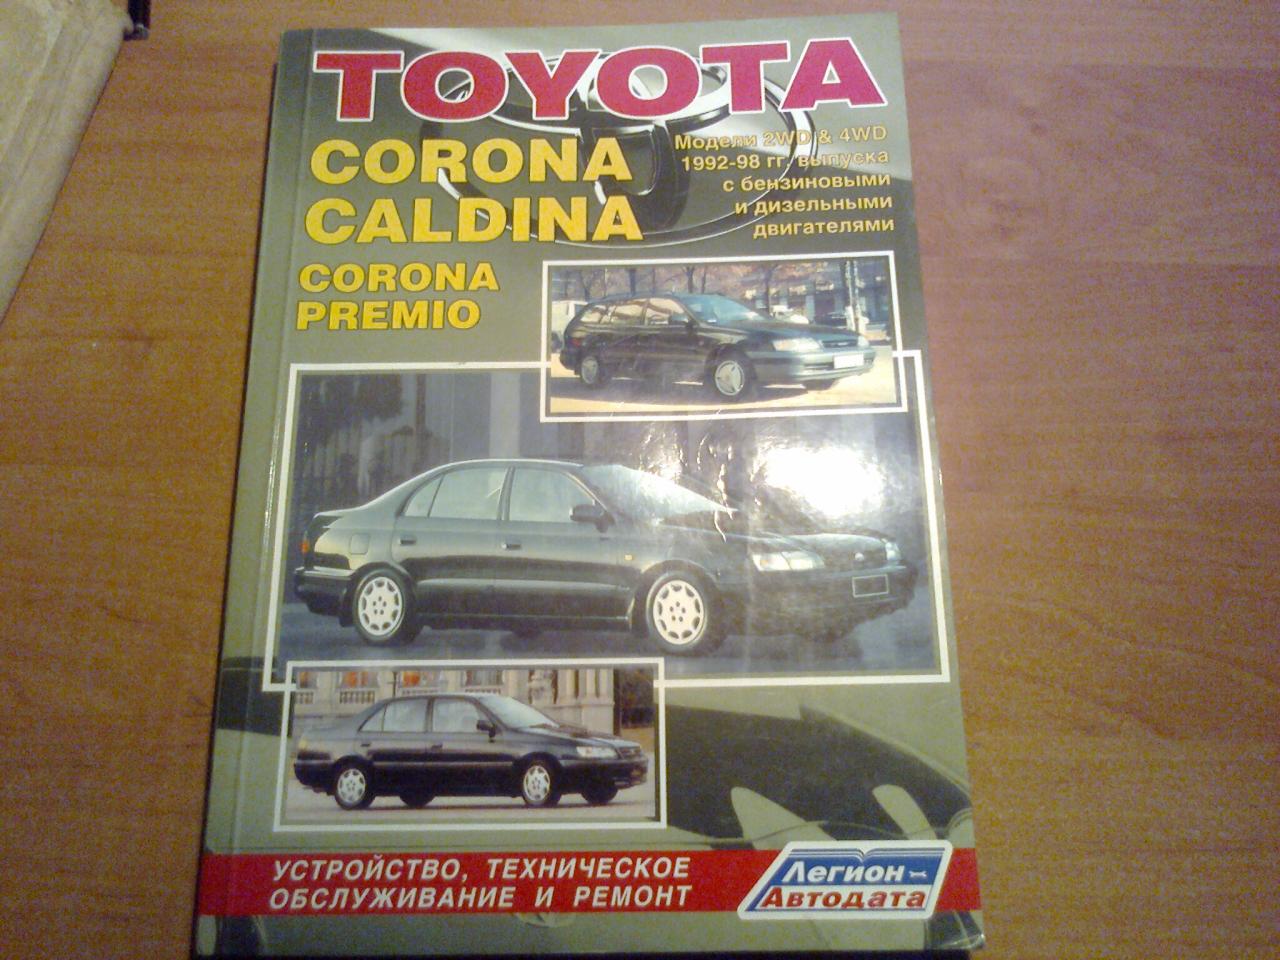 TOYOTA
CORONA
CALDINA
CORONA
PREMIO
Модели 2WD & 4WD
1992-98 гг. выпуска
с бензиновыми
и дизельными
двигателями
УСТРОЙСТВО, ТЕХНИЧЕСКОЕ
ОБСЛУЖИВАНИЕ И РЕМОНТ
Легион-
Автодата